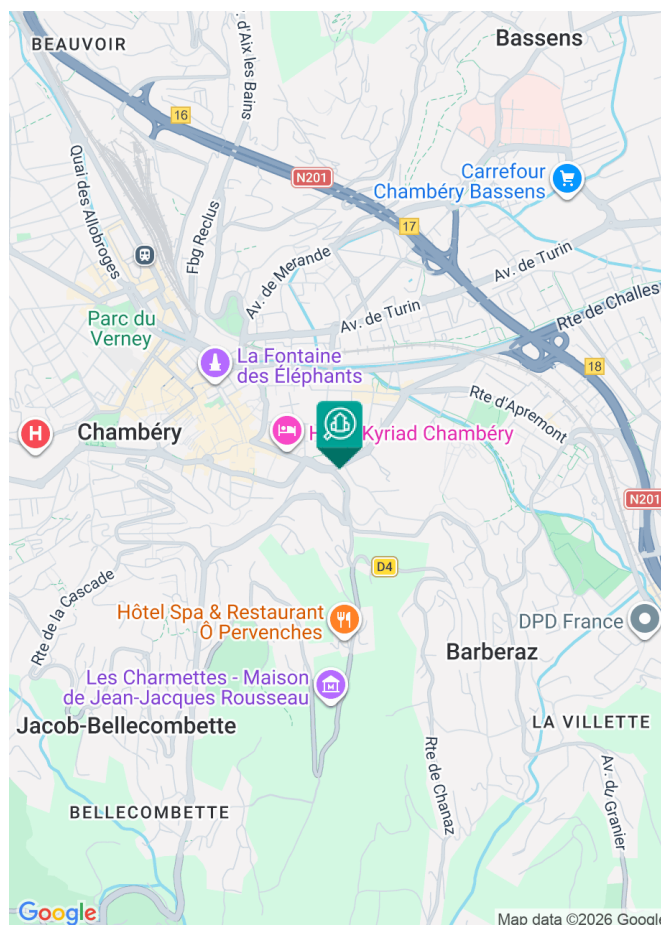 BEAUVOIR
Bassens
Av. d'Aix les Bains
16
N201
Carrefour
Chambéry Bassens
Quai des Allobroges
Fbg Reclus
17
Av. de Merande
Av. de Turin
Av. de Turin
Rte de Challes
Parc du
Verney
La Fontaine
des Éléphants
18
Rte d'Apremont
H
Chambéry
Kyriad Chambéry
N201
D4
Rte de la Cascade
Hôtel Spa & Restaurant
Ô Pervenches
DPD France
Barberaz
Les Charmettes - Maison
de Jean-Jacques Rousseau
M
Jacob-Bellecombette
LA VILLETTE
Rte de Chanaz
Av. du Granier
BELLECOMBETTE
Google
Map data ©2026 Google